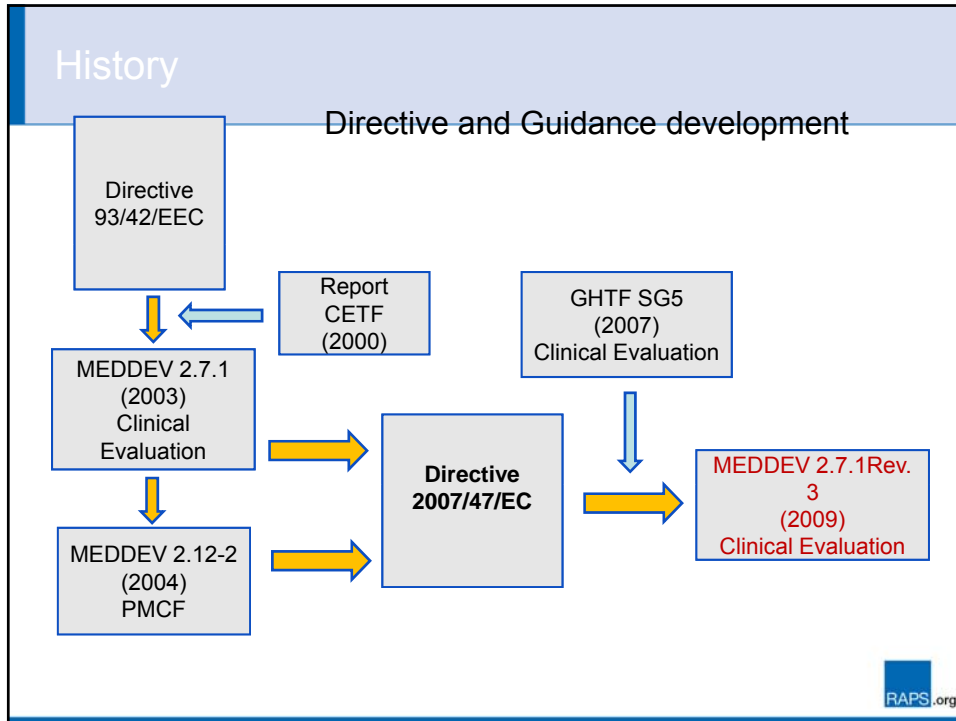 History
Directive and Guidance development
Directive
93/42/EEC
Report
CETF
(2000)
GHTF SG5
(2007)
Clinical Evaluation
MEDDEV 2.7.1
(2003)
Clinical
Evaluation
Directive
2007/47/EC
MEDDEV 2.7.1Rev.
3
(2009)
Clinical Evaluation
MEDDEV 2.12-2
(2004)
PMCF
RAPS.org